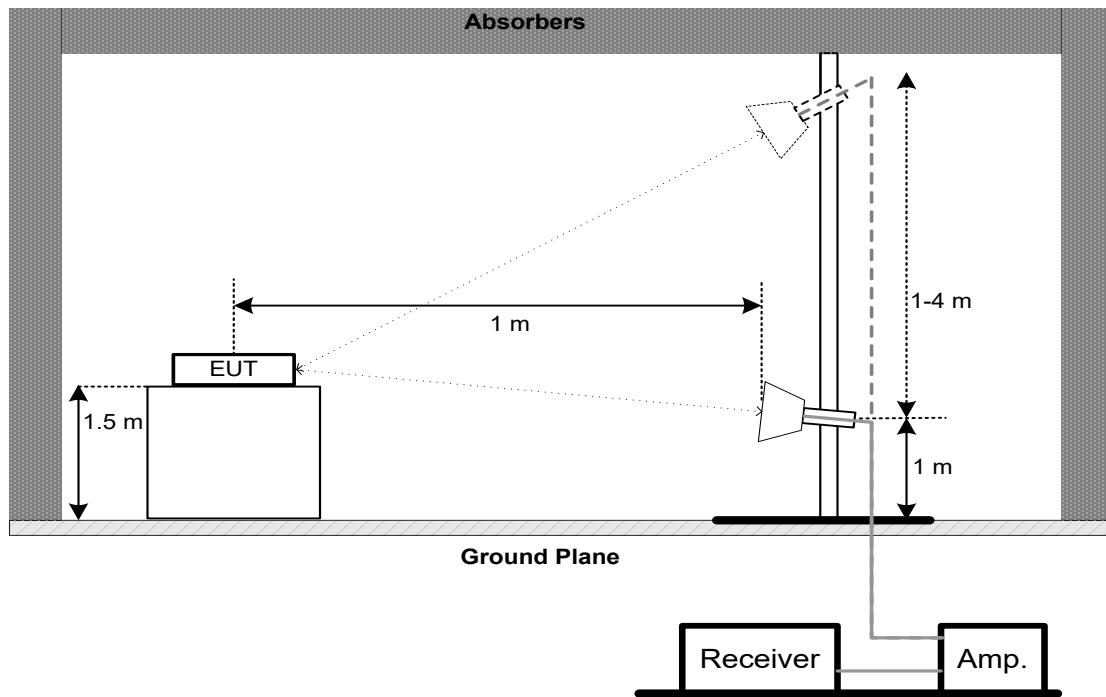 Absorbers
1-4 m
1 m
EUT
1.5 m
1 m
Ground Plane
Receiver
Amp.